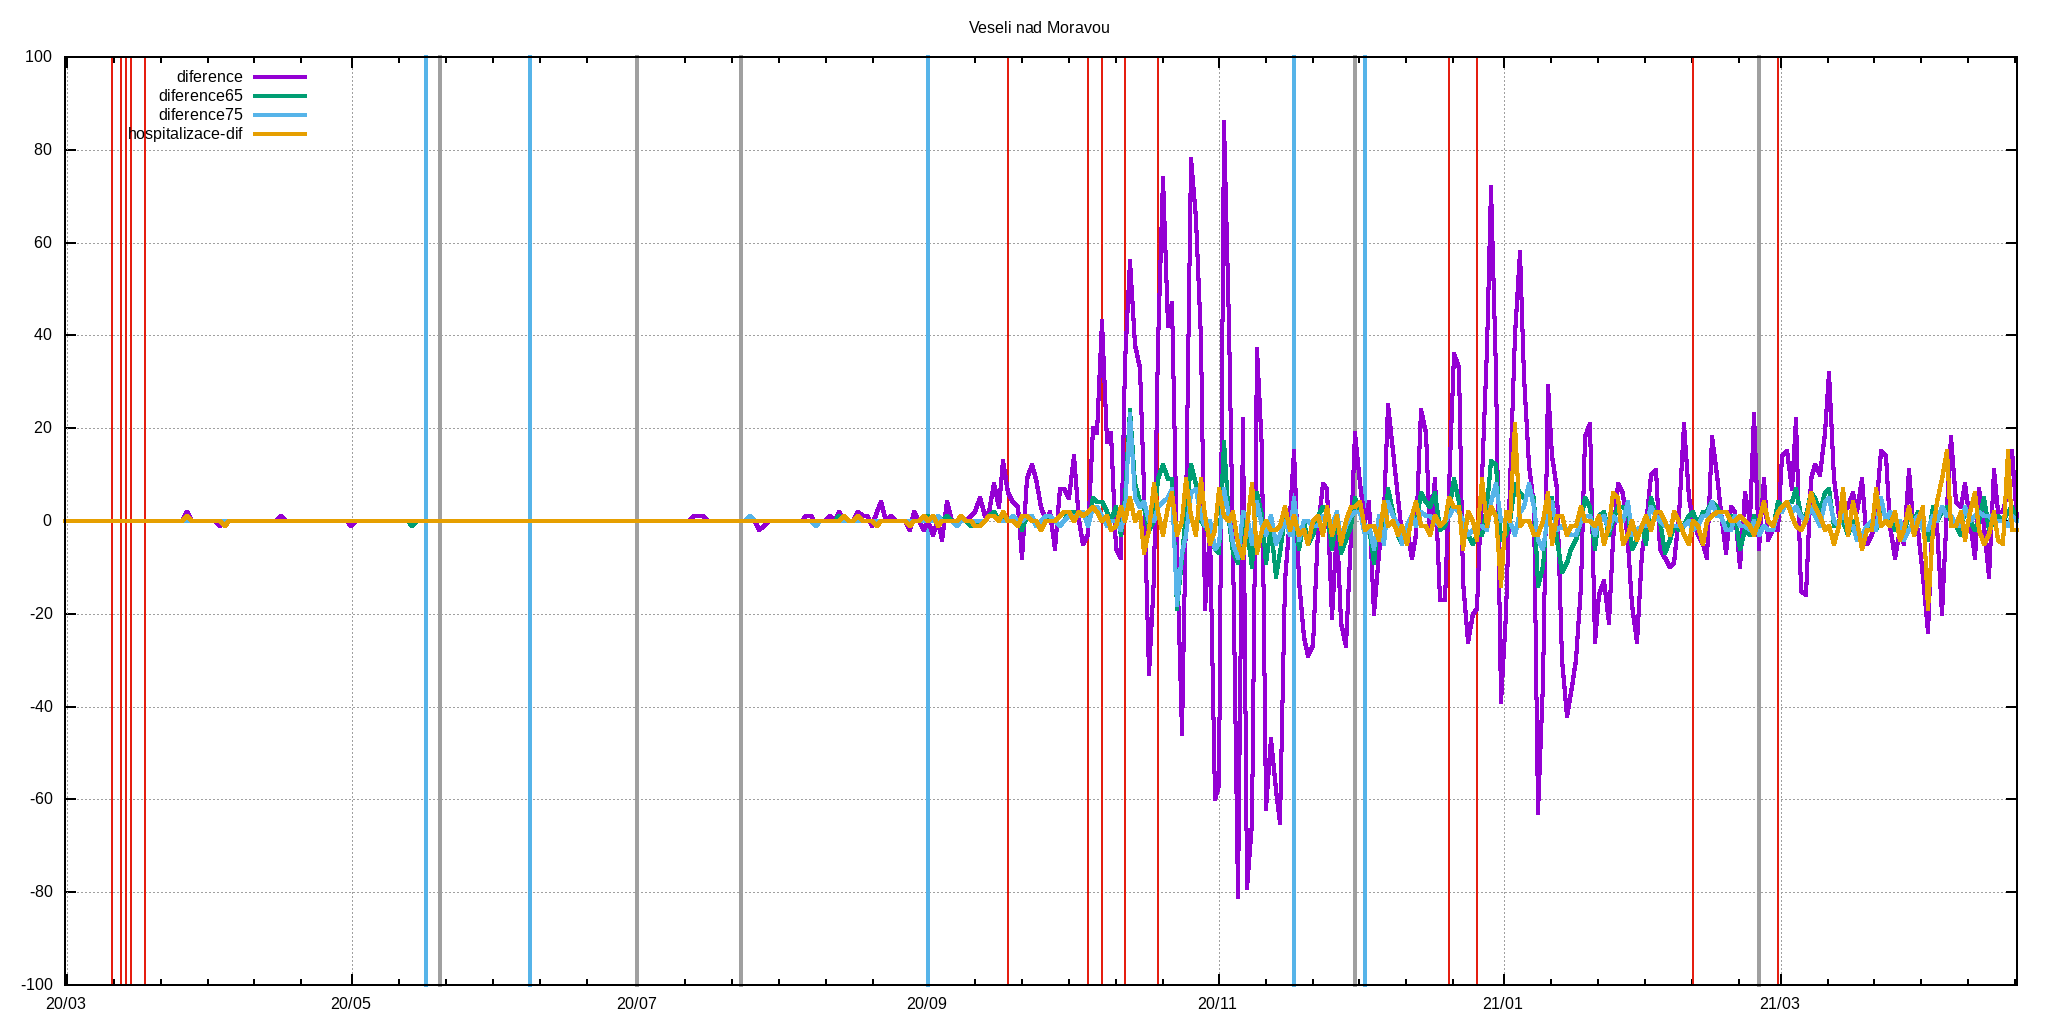 Veseli nad Moravou
100
diference
diference65
diference75
hospitalizace-dif
80
60
40
20
0
-20
-40
-60
-80
-100
20/03 20/05 20/07 20/09 20/11 21/01 21/03